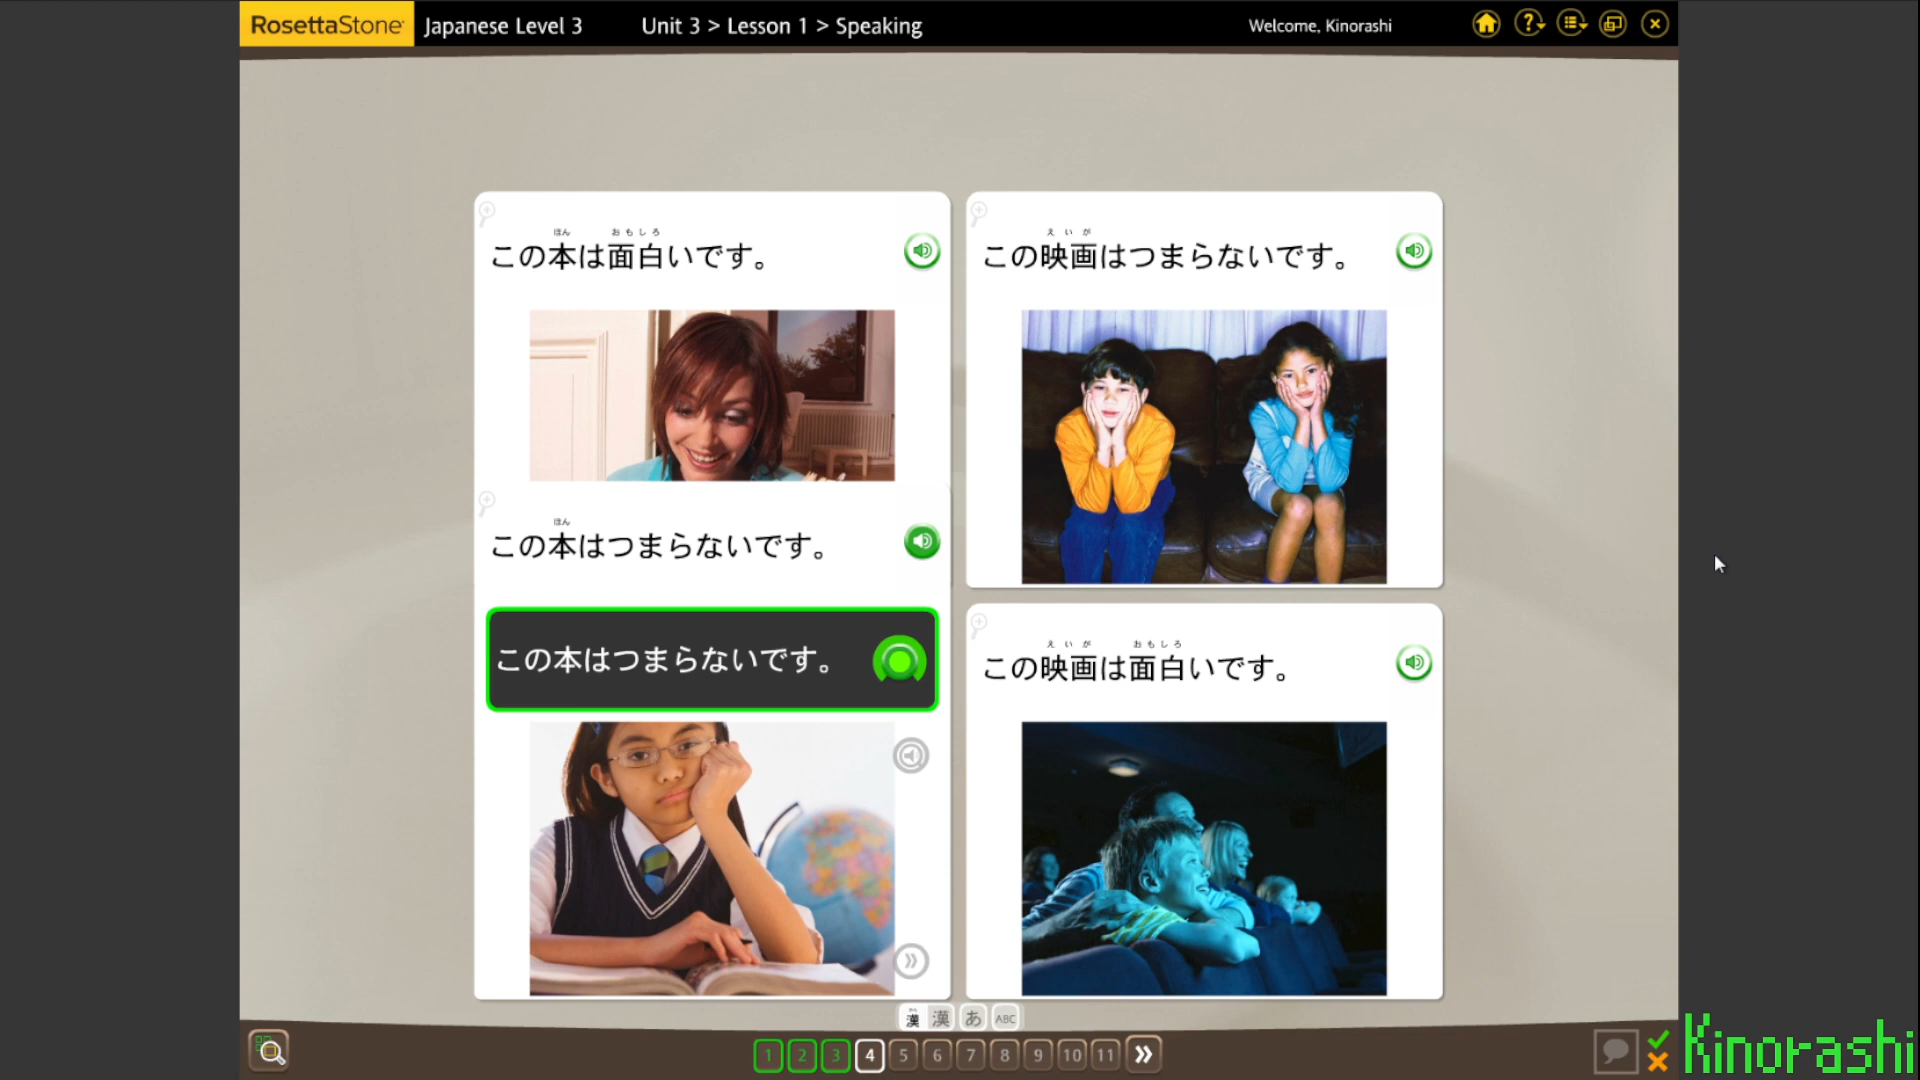 RosettaStone
Japanese Level 3
Unit 3 > Lesson 1 > Speaking
Welcome, Kinorashi
ほん おもしろ
この本は面白いです。
ほん
この本はつまらないです。
この本はつまらないです。
えいが
この映画はつまらないです。
えいが おもしろ
この映画は面白いです。
漢 漢 あ ABC
1 2 3 4 5 6 7 8 9 10 11
Kinorashi